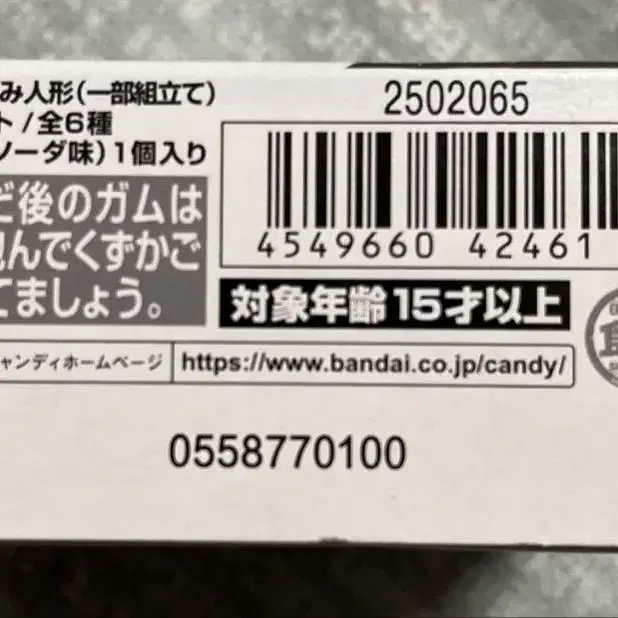 み人形(一部組立て)
ト/全6種
ソーダ味)1個入り
だ後のガムは
包んでくずかご
てましょう。
2502065
4549660 42461
対象年齢15才以上
ャンディホームページ
https://www.bandai.co.jp/candy/
0558770100